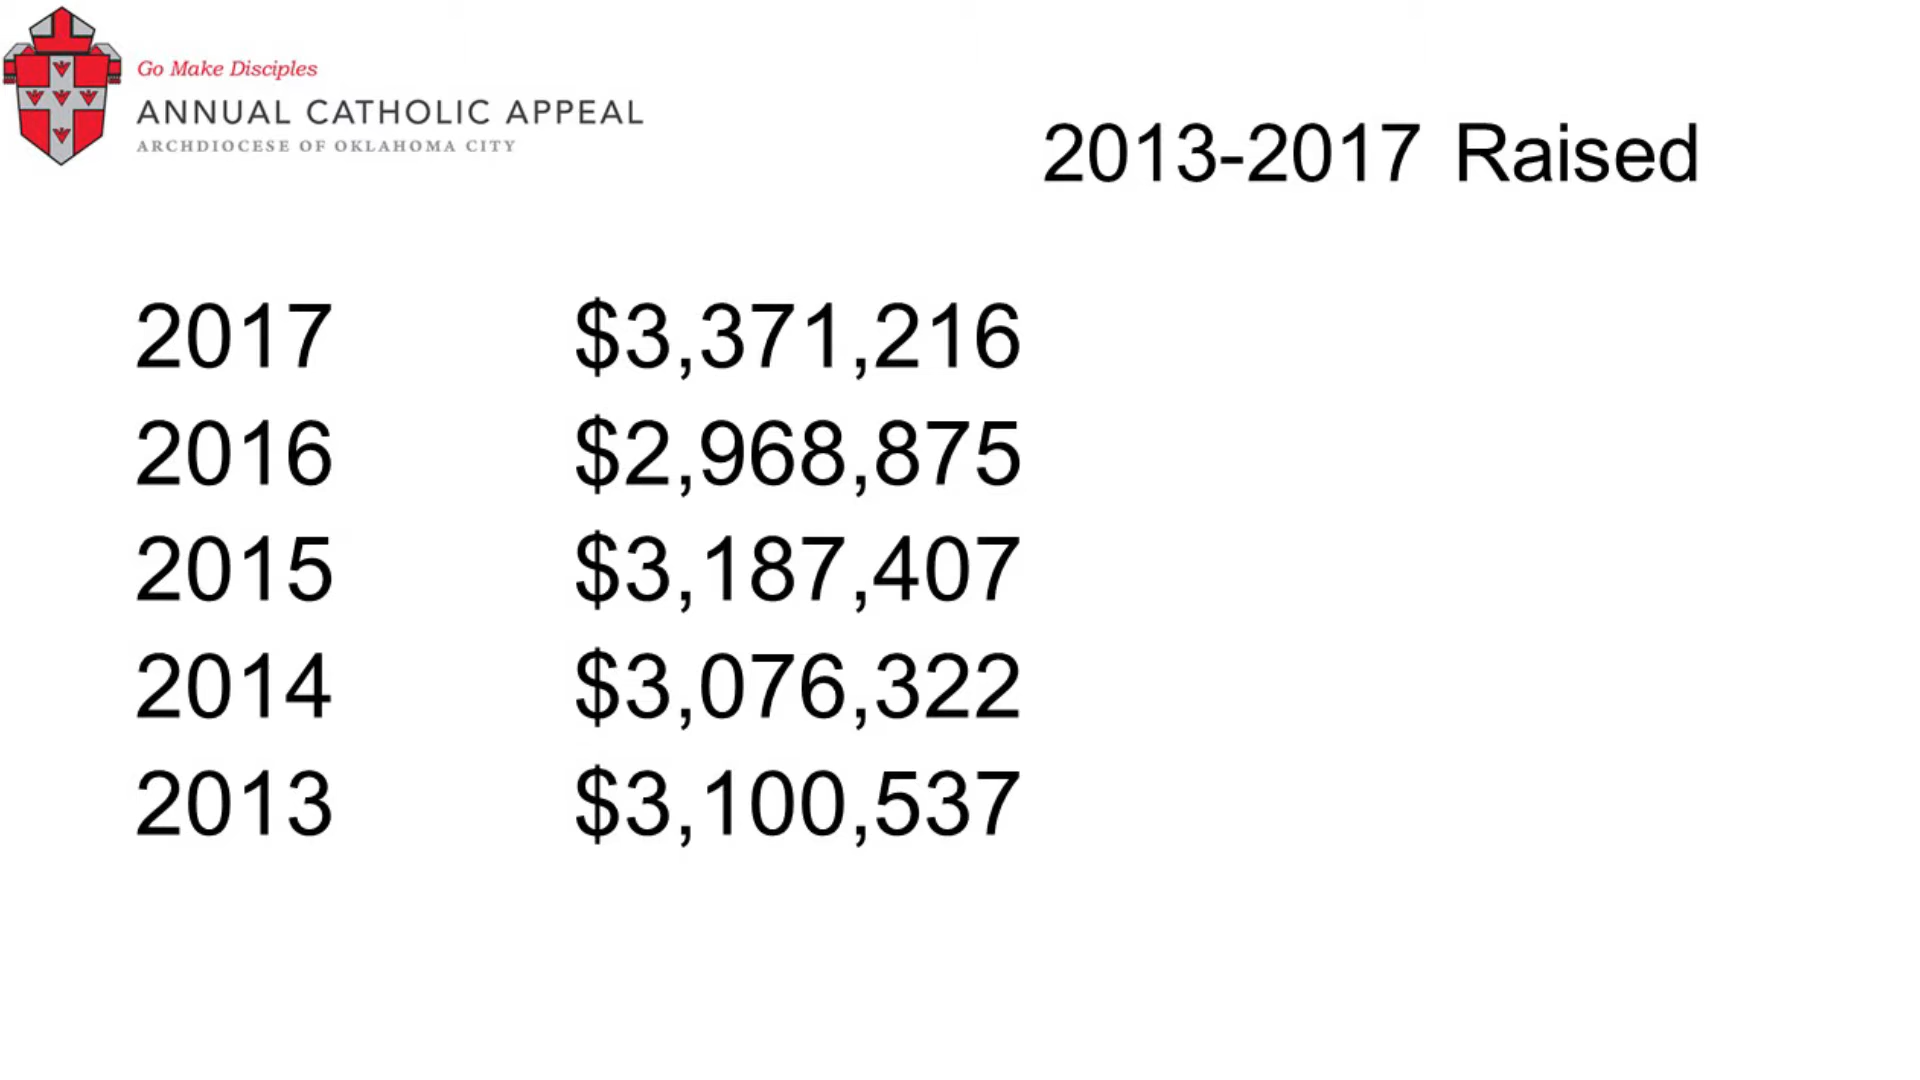 Go Make Disciples
ANNUAL CATHOLIC APPEAL
ARCHDIOCESE OF OKLAHOMA CITY
2013-2017 Raised
2017 $3,371,216
2016 $2,968,875
2015 $3,187,407
2014 $3,076,322
2013 $3,100,537